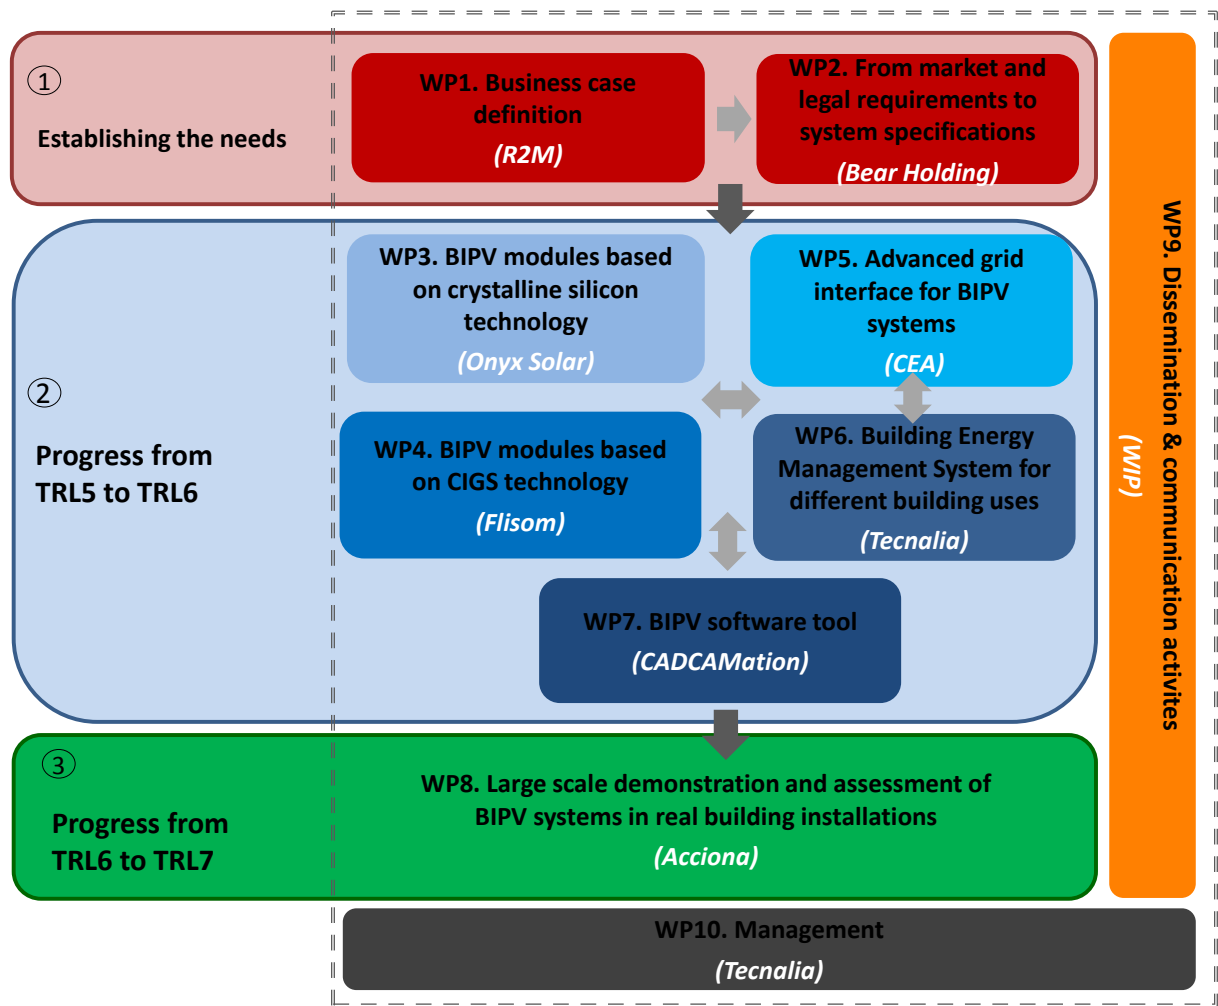 1
Establishing the needs
WP1. Business case
definition
(R2M)
WP2. From market and
legal requirements to
system specifications
(Bear Holding)
2
Progress from
TRL5 to TRL6
WP3. BIPV modules based
on crystalline silicon
technology
(Onyx Solar)
WP5. Advanced grid
interface for BIPV
systems
(CEA)
WP4. BIPV modules based
on CIGS technology
(Flisom)
WP6. Building Energy
Management System for
different building uses
(Tecnalia)
WP7. BIPV software tool
(CADCAMation)
3
Progress from
TRL6 to TRL7
WP8. Large scale demonstration and assessment of
BIPV systems in real building installations
(Acciona)
WP9. Dissemination & communication activites
(WIP)
WP10. Management
(Tecnalia)